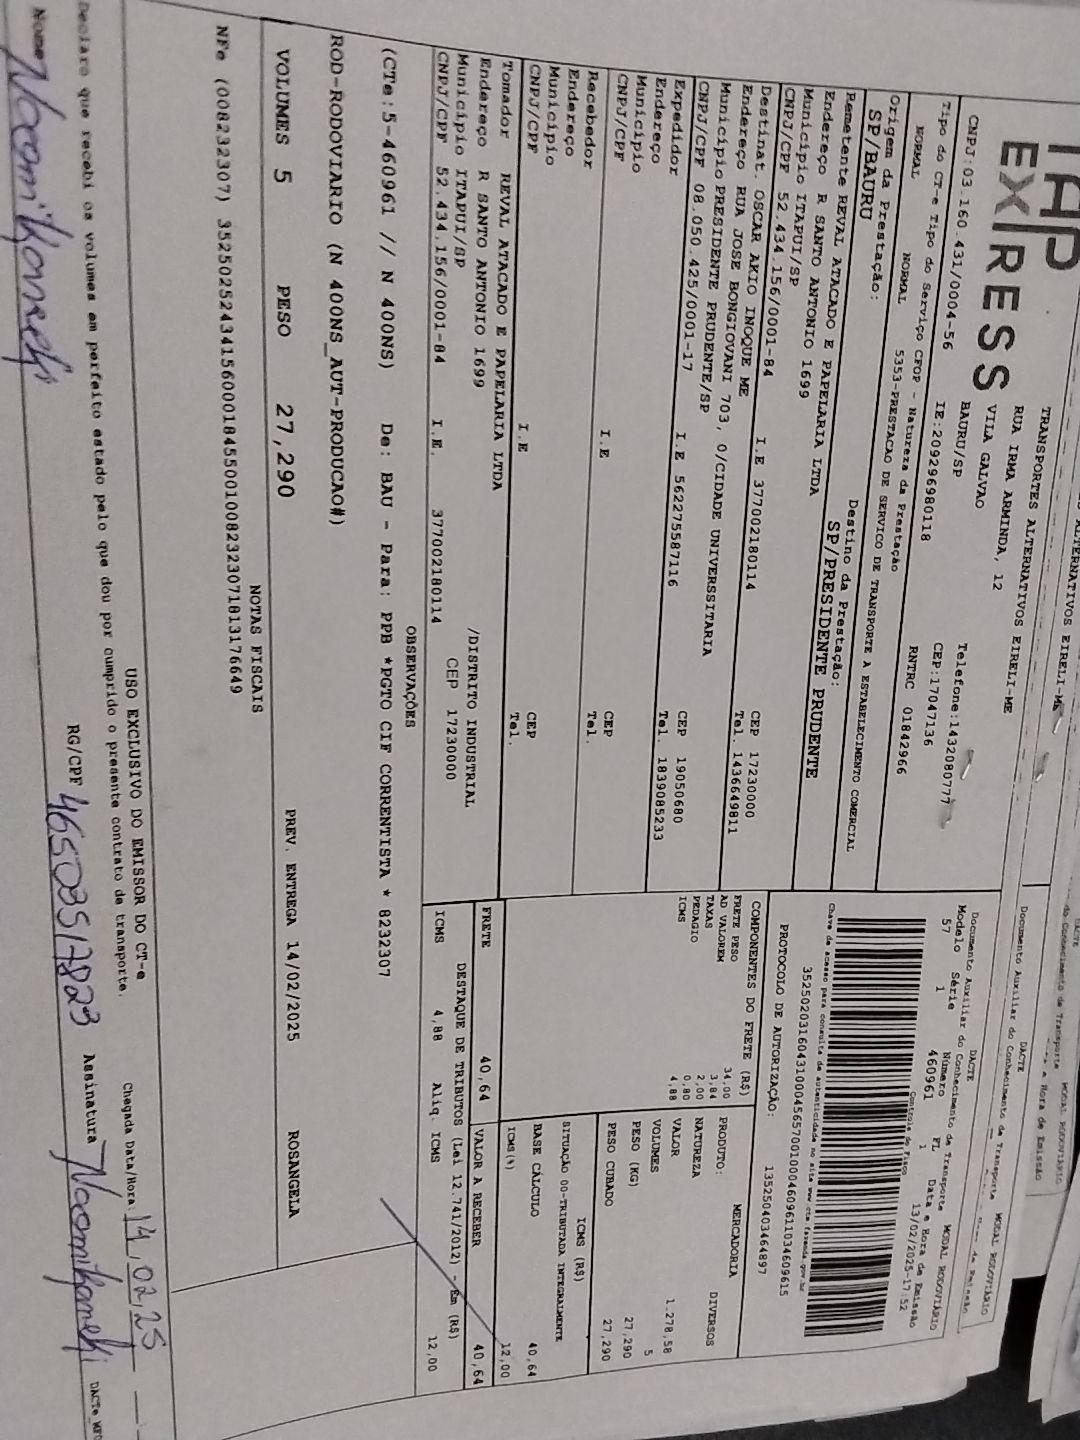 TAP
EX/RESS
TRANSPORTES ALTERNATIVOS EIRELI-ME
RUA IRMA ARMINDA, 12
VILA GALVAO
BAURU/SP
Telefone:1432080777
CNPJ:03.160.431/0004-56 IE:209296980118 CEP:17047136
Tipo do CT-e Tipo do Serviço CFOP - Natureza da Prestação RNTRC 01842966
NORMAL NORMAL 5353-PRESTACAO DE SERVICO DE TRANSPORTE A ESTABELECIMENTO COMERCIAL
Origem da Prestação: Destino da Prestação:
SP/BAURU SP/PRESIDENTE PRUDENTE
Remetente REVAL ATACADO E PAPELARIA LTDA
Endereço R SANTO ANTONIO 1699
Município ITAPUI/SP CEP 17230000
CNPJ/CPF 52.434.156/0001-84 I.E 377002180114 Tel. 1436649811
Destinat. OSCAR AKIO INOQUE ME
Endereço RUA JOSE BONGIOVANI 703, 0/CIDADE UNIVERSSITARIA
Município PRESIDENTE PRUDENTE/SP CEP 19050680
CNPJ/CPF 08.050.425/0001-17 I.E 562275587116 Tel. 1839085233
Expedidor
Endereço
Município CEP
CNPJ/CPF I.E Tel.
Recebedor
Endereço
Município CEP
CNPJ/CPF I.E Tel.
Tomador REVAL ATACADO E PAPELARIA LTDA
Endereço R SANTO ANTONIO 1699 /DISTRITO INDUSTRIAL
Município ITAPUI/SP CEP 17230000
CNPJ/CPF 52.434.156/0001-84 I.E. 377002180114
DACTE
Documento Auxiliar do Conhecimento de Transporte MODAL RODOVIÁRIO
Modelo Série Número FL Data e Hora de Emissão
57 1 460961 1 13/02/2025-17:52
Controle do Fisco
Chave de acesso para consulta de autenticidade no site www.cte.fazenda.gov.br
35250203160431000456570010004609611034609615
PROTOCOLO DE AUTORIZAÇÃO: 135250403464897
COMPONENTES DO FRETE (R$)
FRETE PESO 34,00
AD VALOREM 3,84
TAXAS 2,00
PEDAGIO 0,80
ICMS 4,88
PRODUTO: MERCADORIA
NATUREZA DIVERSOS
VALOR 1.278,58
VOLUMES 5
PESO (KG) 27,290
PESO CUBADO 27,290
ICMS (R$)
SITUAÇÃO 00-TRIBUTADA INTEGRALMENTE
BASE CÁLCULO 40,64
ICMS(%) 12,00
FRETE 40,64 VALOR A RECEBER 40,64
DESTAQUE DE TRIBUTOS (Lei 12.741/2012) - Em (R$)
ICMS 4,88 Aliq. ICMS 12,00
OBSERVAÇÕES
(CTe:5-460961 // N 400NS) De: BAU - Para: PPB *PGTO CIF CORRENTISTA * 8232307
ROD-RODOVIARIO (N 400NS_AUT-PRODUCAO#)
VOLUMES 5 PESO 27,290 PREV. ENTREGA 14/02/2025 ROSANGELA
NOTAS FISCAIS
NFe (008232307) 35250252434156000184550010082323071813176649
USO EXCLUSIVO DO EMISSOR DO CT-e
Declaro que recebi os volumes em perfeito estado pelo que dou por cumprido o presente contrato de transporte.
Chegada Data/Hora: 14/02/25
Nome RG/CPF 46503517823 Assinatura